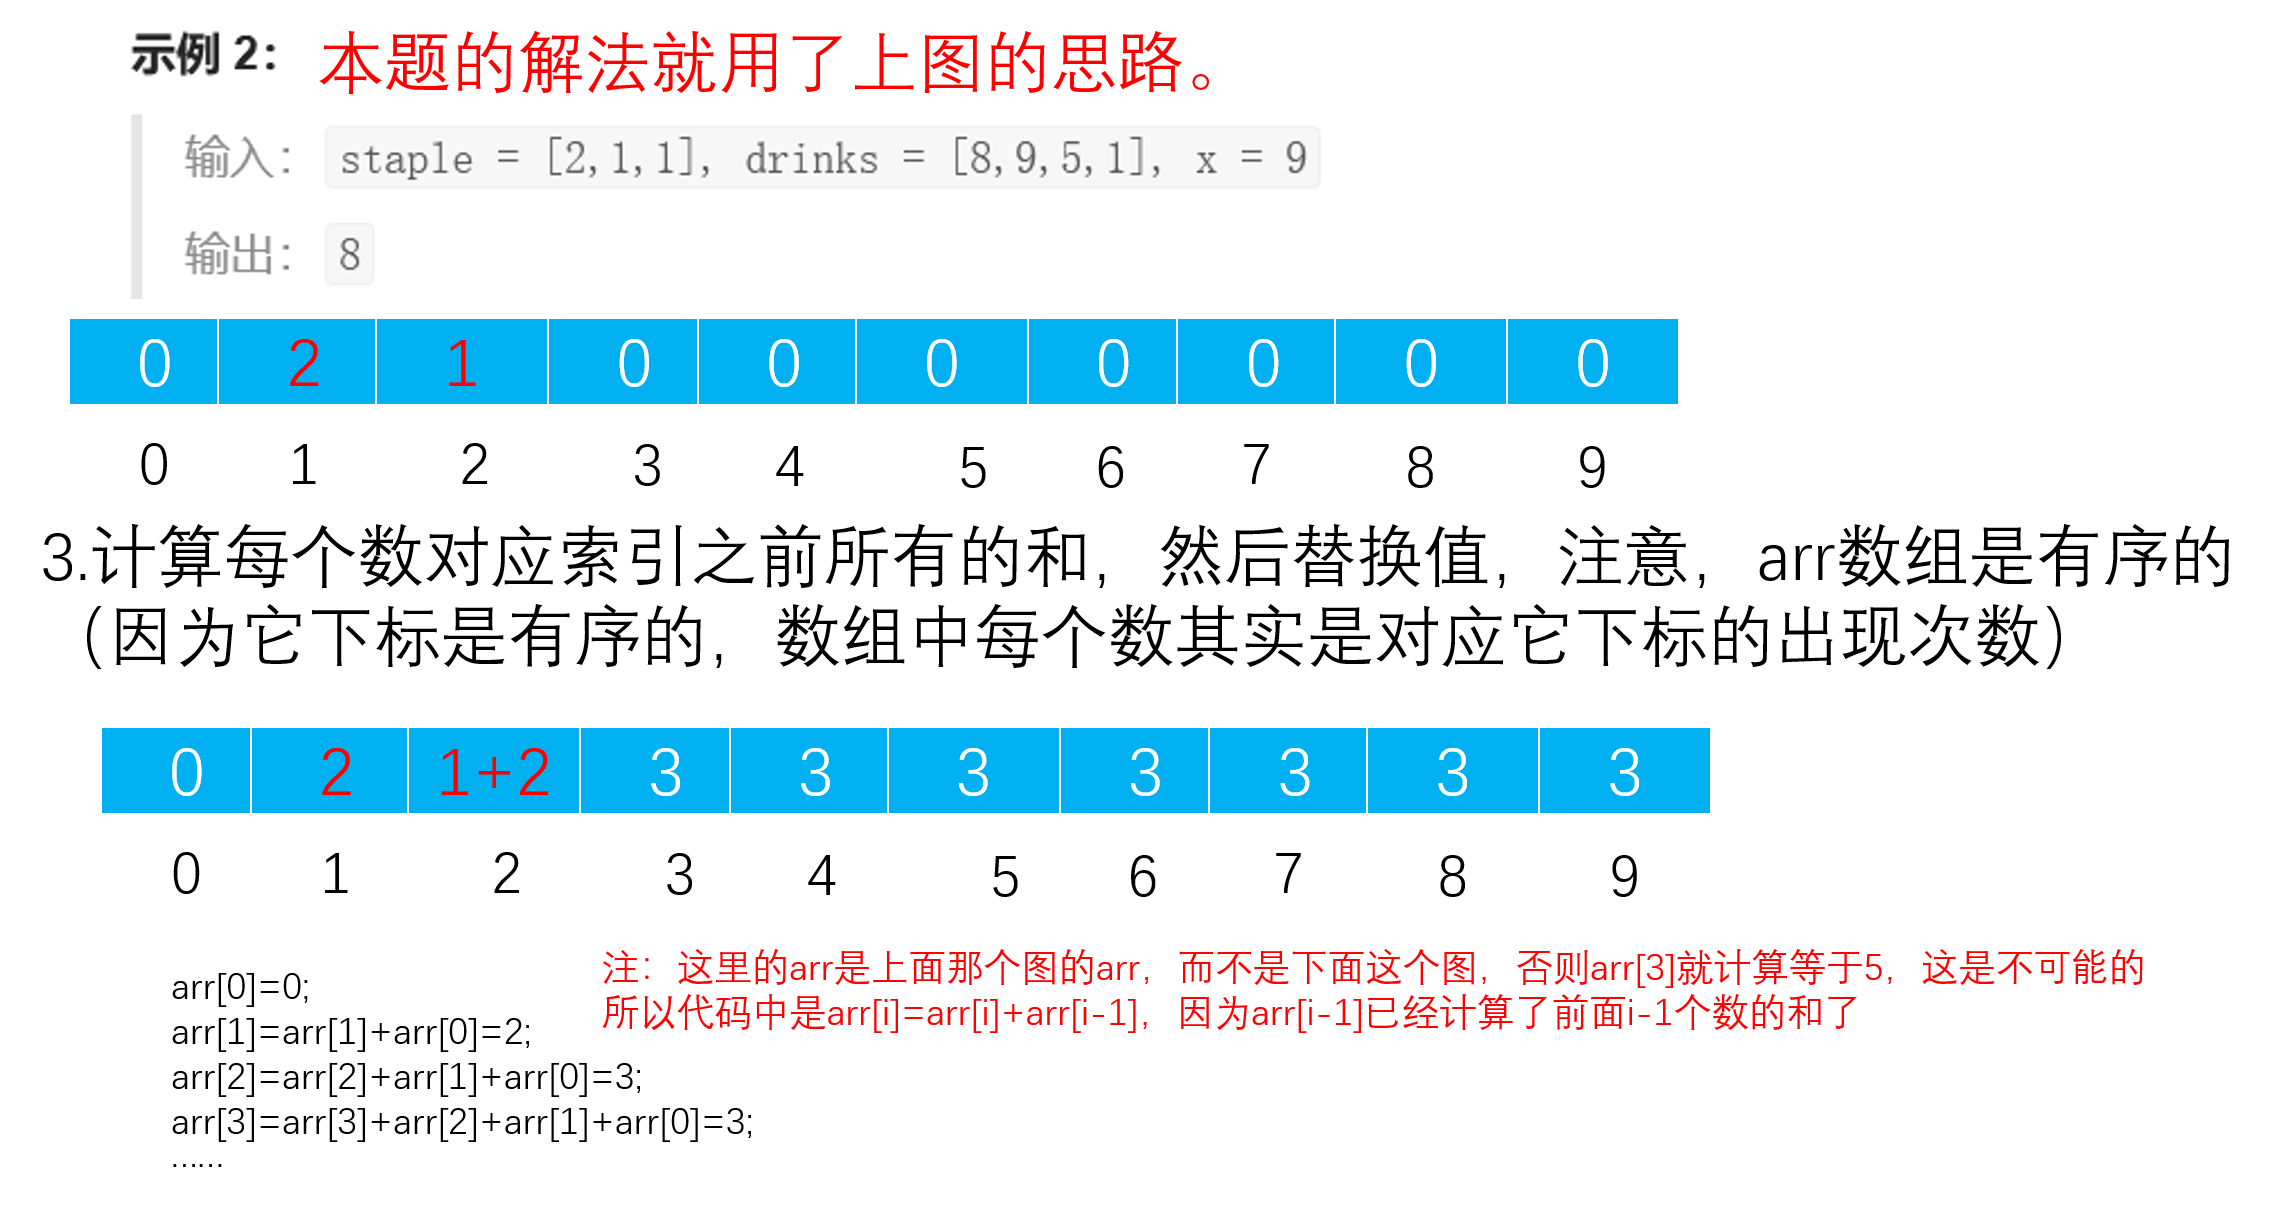 示例 2： 本题的解法就用了上图的思路。
输入： staple = [2,1,1], drinks = [8,9,5,1], x = 9
输出： 8
0 2 1 0 0 0 0 0 0 0
0 1 2 3 4 5 6 7 8 9
3.计算每个数对应索引之前所有的和，然后替换值，注意，arr数组是有序的
（因为它下标是有序的，数组中每个数其实是对应它下标的出现次数）
0 2 1+2 3 3 3 3 3 3 3
0 1 2 3 4 5 6 7 8 9
注：这里的arr是上面那个图的arr，而不是下面这个图，否则arr[3]就计算等于5，这是不可能的
所以代码中是arr[i]=arr[i]+arr[i-1]，因为arr[i-1]已经计算了前面i-1个数的和了
arr[0]=0;
arr[1]=arr[1]+arr[0]=2;
arr[2]=arr[2]+arr[1]+arr[0]=3;
arr[3]=arr[3]+arr[2]+arr[1]+arr[0]=3;
……